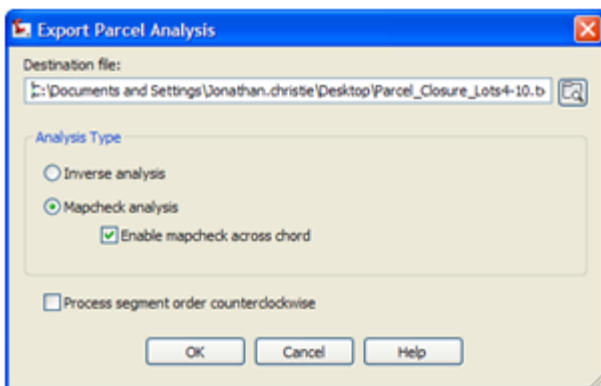 Export Parcel Analysis
Destination file:
C:\Documents and Settings\Jonathan.christie\Desktop\Parcel_Closure_Lots4-10.tx
Analysis Type
Inverse analysis
Mapcheck analysis
Enable mapcheck across chord
Process segment order counterclockwise
OK Cancel Help